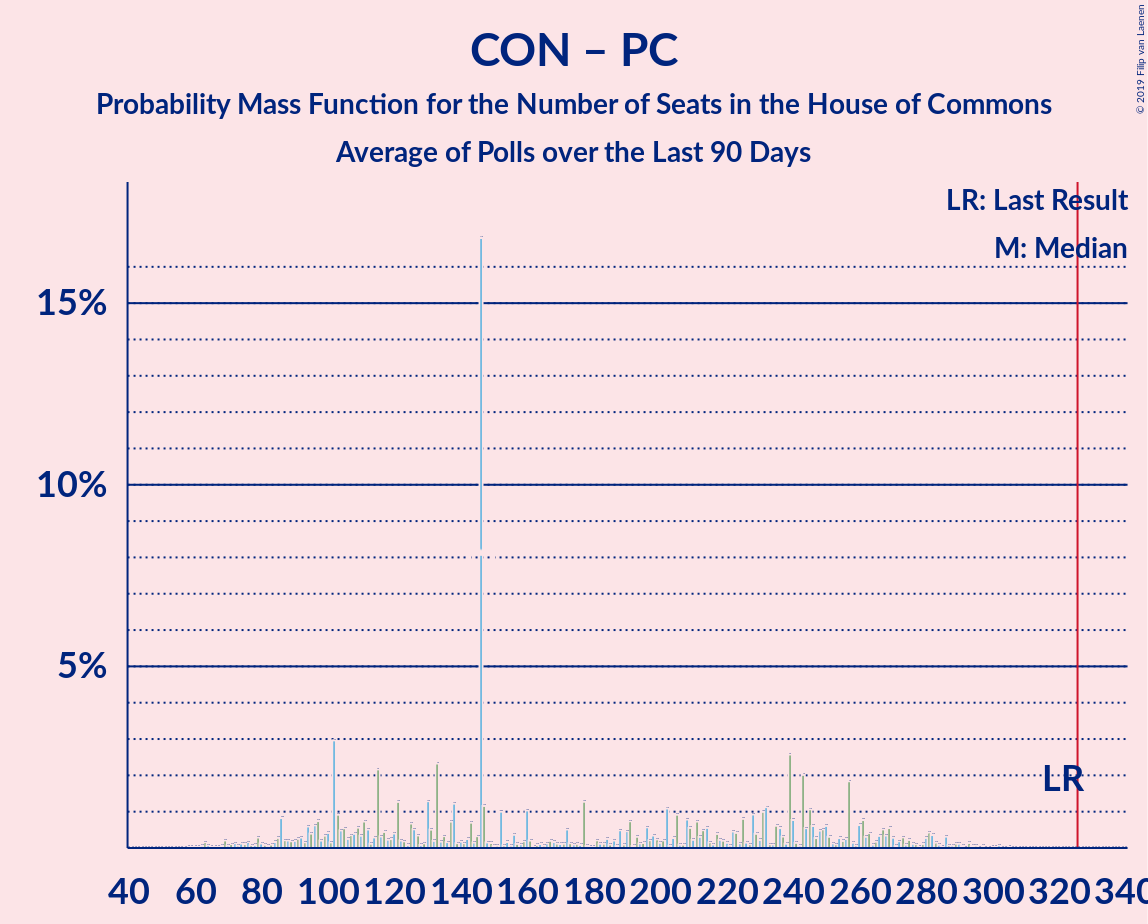 CON – PC
Probability Mass Function for the Number of Seats in the House of Commons
Average of Polls over the Last 90 Days
© 2019 Filip van Laenen
LR: Last Result
M: Median
15%
10%
5%
LR
40 60 80 100 120 140 160 180 200 220 240 260 280 300 320 340